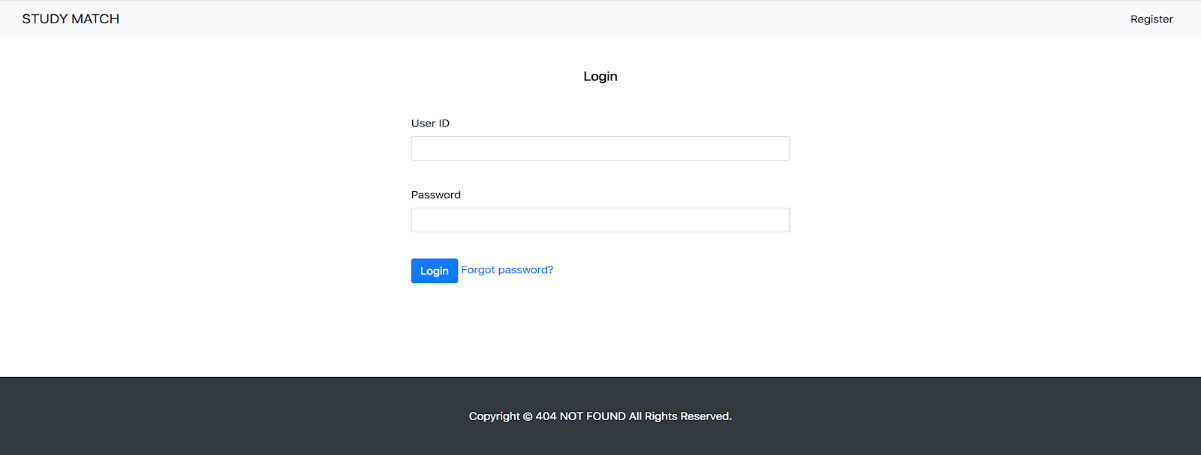 STUDY MATCH
Register
Login
User ID
Password
Login Forgot password?
Copyright © 404 NOT FOUND All Rights Reserved.